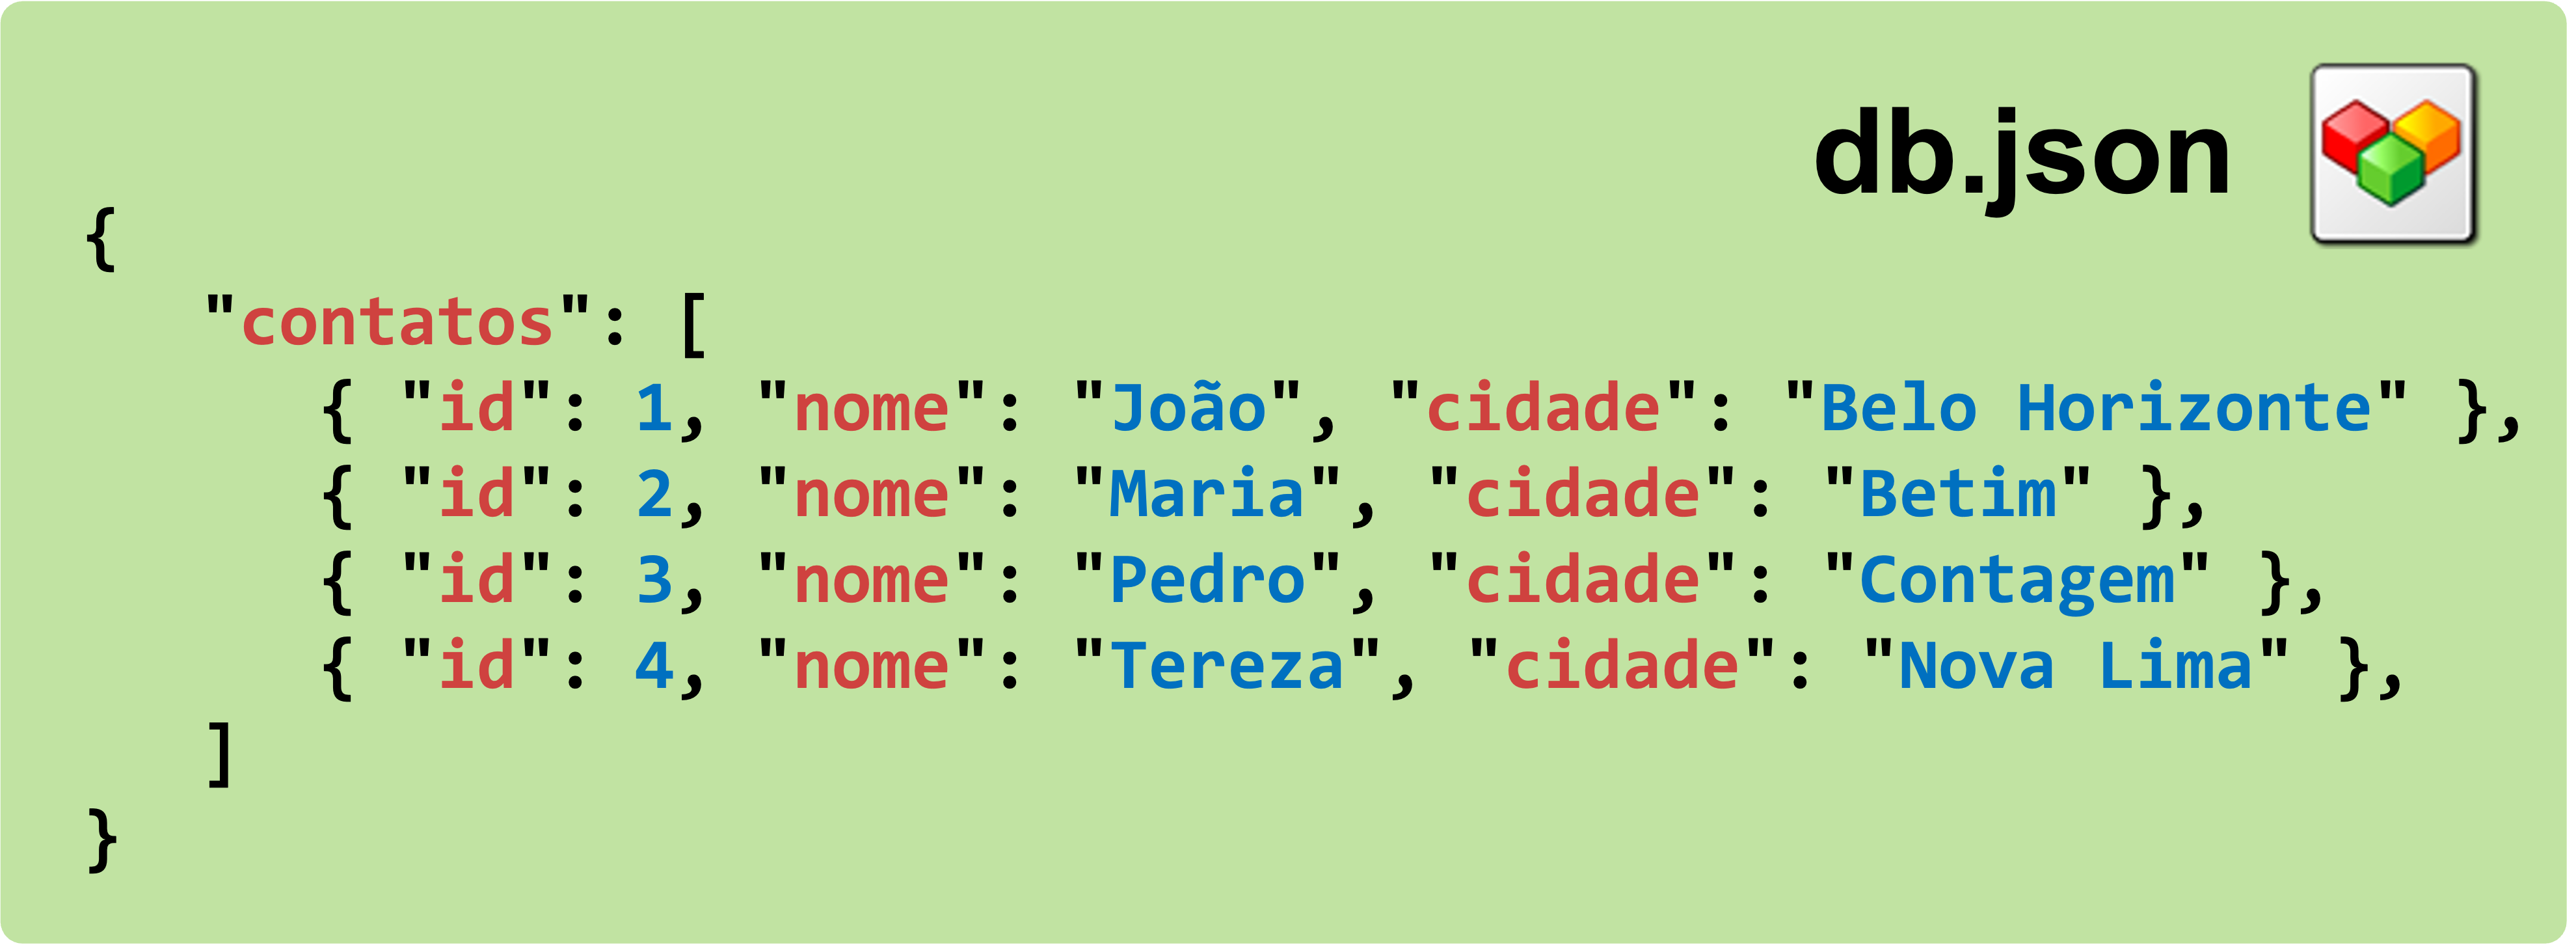 db.json
{
"contatos": [
{ "id": 1, "nome": "João", "cidade": "Belo Horizonte" },
{ "id": 2, "nome": "Maria", "cidade": "Betim" },
{ "id": 3, "nome": "Pedro", "cidade": "Contagem" },
{ "id": 4, "nome": "Tereza", "cidade": "Nova Lima" },
]
}